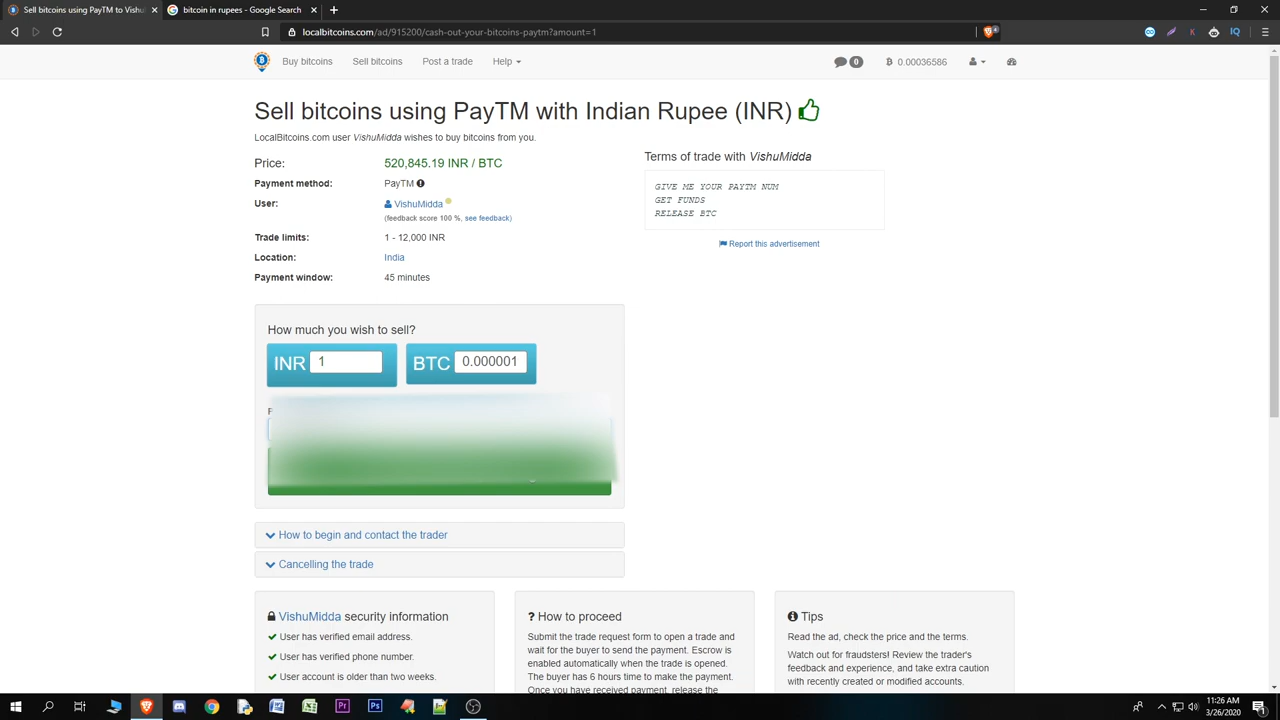 Sell bitcoins using PayTM to Vishu
bitcoin in rupees - Google Search
localbitcoins.com/ad/915200/cash-out-your-bitcoins-paytm?amount=1
4
IQ
Buy bitcoins
Sell bitcoins
Post a trade
Help
0
0.00036586
Sell bitcoins using PayTM with Indian Rupee (INR)
LocalBitcoins.com user VishuMidda wishes to buy bitcoins from you.
Price: 520,845.19 INR / BTC
Payment method: PayTM
User: VishuMidda
(feedback score 100 %, see feedback)
Trade limits: 1 - 12,000 INR
Location: India
Payment window: 45 minutes
Terms of trade with VishuMidda
GIVE ME YOUR PAYTM NUM
GET FUNDS
RELEASE BTC
Report this advertisement
How much you wish to sell?
INR 1 BTC 0.000001
How to begin and contact the trader
Cancelling the trade
VishuMidda security information
User has verified email address.
User has verified phone number.
User account is older than two weeks.
? How to proceed
Submit the trade request form to open a trade and
wait for the buyer to send the payment. Escrow is
enabled automatically when the trade is opened.
The buyer has 6 hours time to make the payment.
Once you have received payment, release the
Tips
Read the ad, check the price and the terms.
Watch out for fraudsters! Review the trader's
feedback and experience, and take extra caution
with recently created or modified accounts.
11:26 AM
3/26/2020